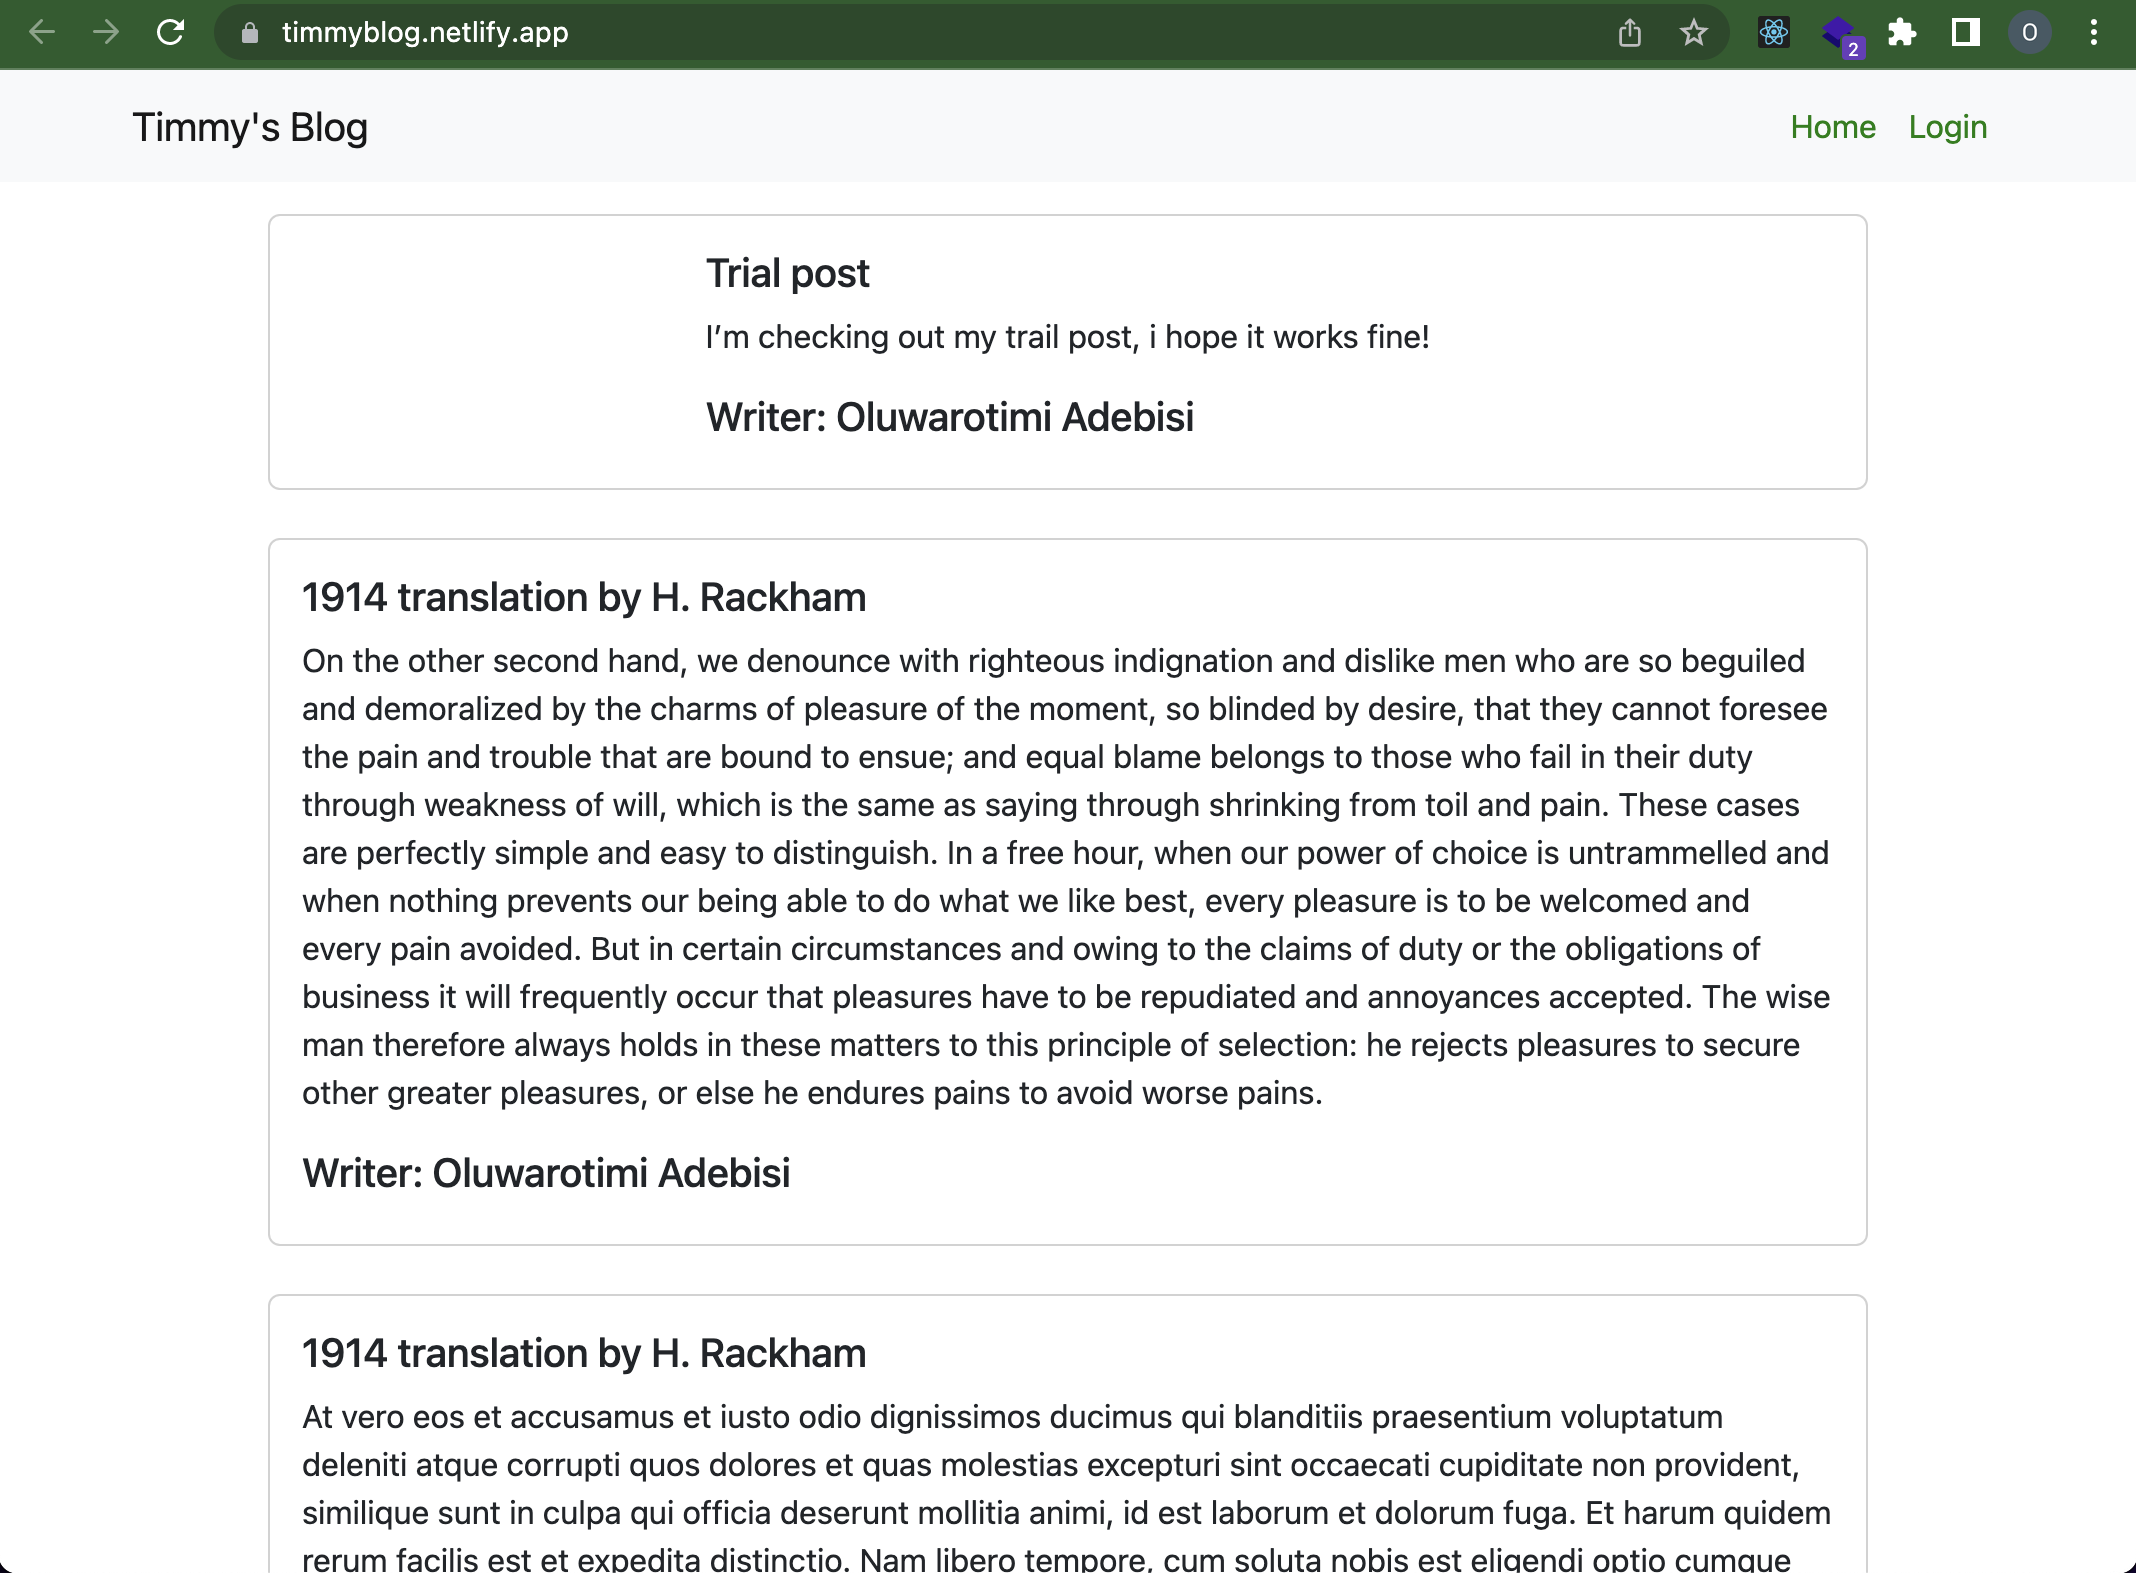 timmyblog.netlify.app
2
O
Timmy's Blog
Home
Login
Trial post
I’m checking out my trail post, i hope it works fine!
Writer: Oluwarotimi Adebisi
1914 translation by H. Rackham
On the other second hand, we denounce with righteous indignation and dislike men who are so beguiled
and demoralized by the charms of pleasure of the moment, so blinded by desire, that they cannot foresee
the pain and trouble that are bound to ensue; and equal blame belongs to those who fail in their duty
through weakness of will, which is the same as saying through shrinking from toil and pain. These cases
are perfectly simple and easy to distinguish. In a free hour, when our power of choice is untrammelled and
when nothing prevents our being able to do what we like best, every pleasure is to be welcomed and
every pain avoided. But in certain circumstances and owing to the claims of duty or the obligations of
business it will frequently occur that pleasures have to be repudiated and annoyances accepted. The wise
man therefore always holds in these matters to this principle of selection: he rejects pleasures to secure
other greater pleasures, or else he endures pains to avoid worse pains.
Writer: Oluwarotimi Adebisi
1914 translation by H. Rackham
At vero eos et accusamus et iusto odio dignissimos ducimus qui blanditiis praesentium voluptatum
deleniti atque corrupti quos dolores et quas molestias excepturi sint occaecati cupiditate non provident,
similique sunt in culpa qui officia deserunt mollitia animi, id est laborum et dolorum fuga. Et harum quidem
rerum facilis est et expedita distinctio. Nam libero tempore, cum soluta nobis est eligendi optio cumque